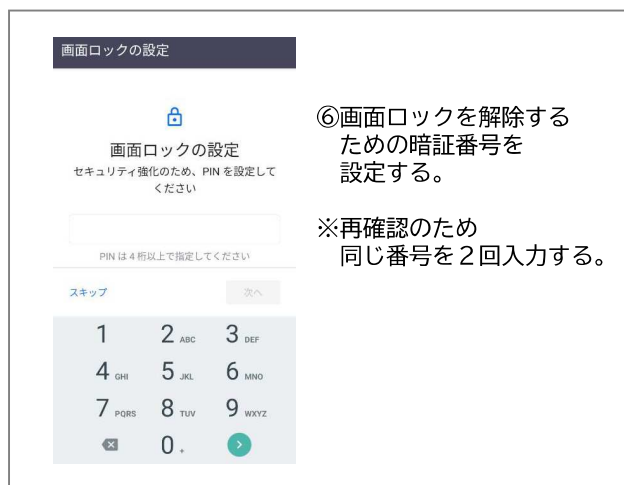 画面ロックの設定
画面ロックの設定
セキュリティ強化のため、PIN を設定して
ください
PIN は 4 桁以上で指定してください
スキップ
次へ
1 2 ABC 3 DEF
4 GHI 5 JKL 6 MNO
7 PQRS 8 TUV 9 WXYZ
0 +
⑥画面ロックを解除する
ための暗証番号を
設定する。
※再確認のため
同じ番号を２回入力する。